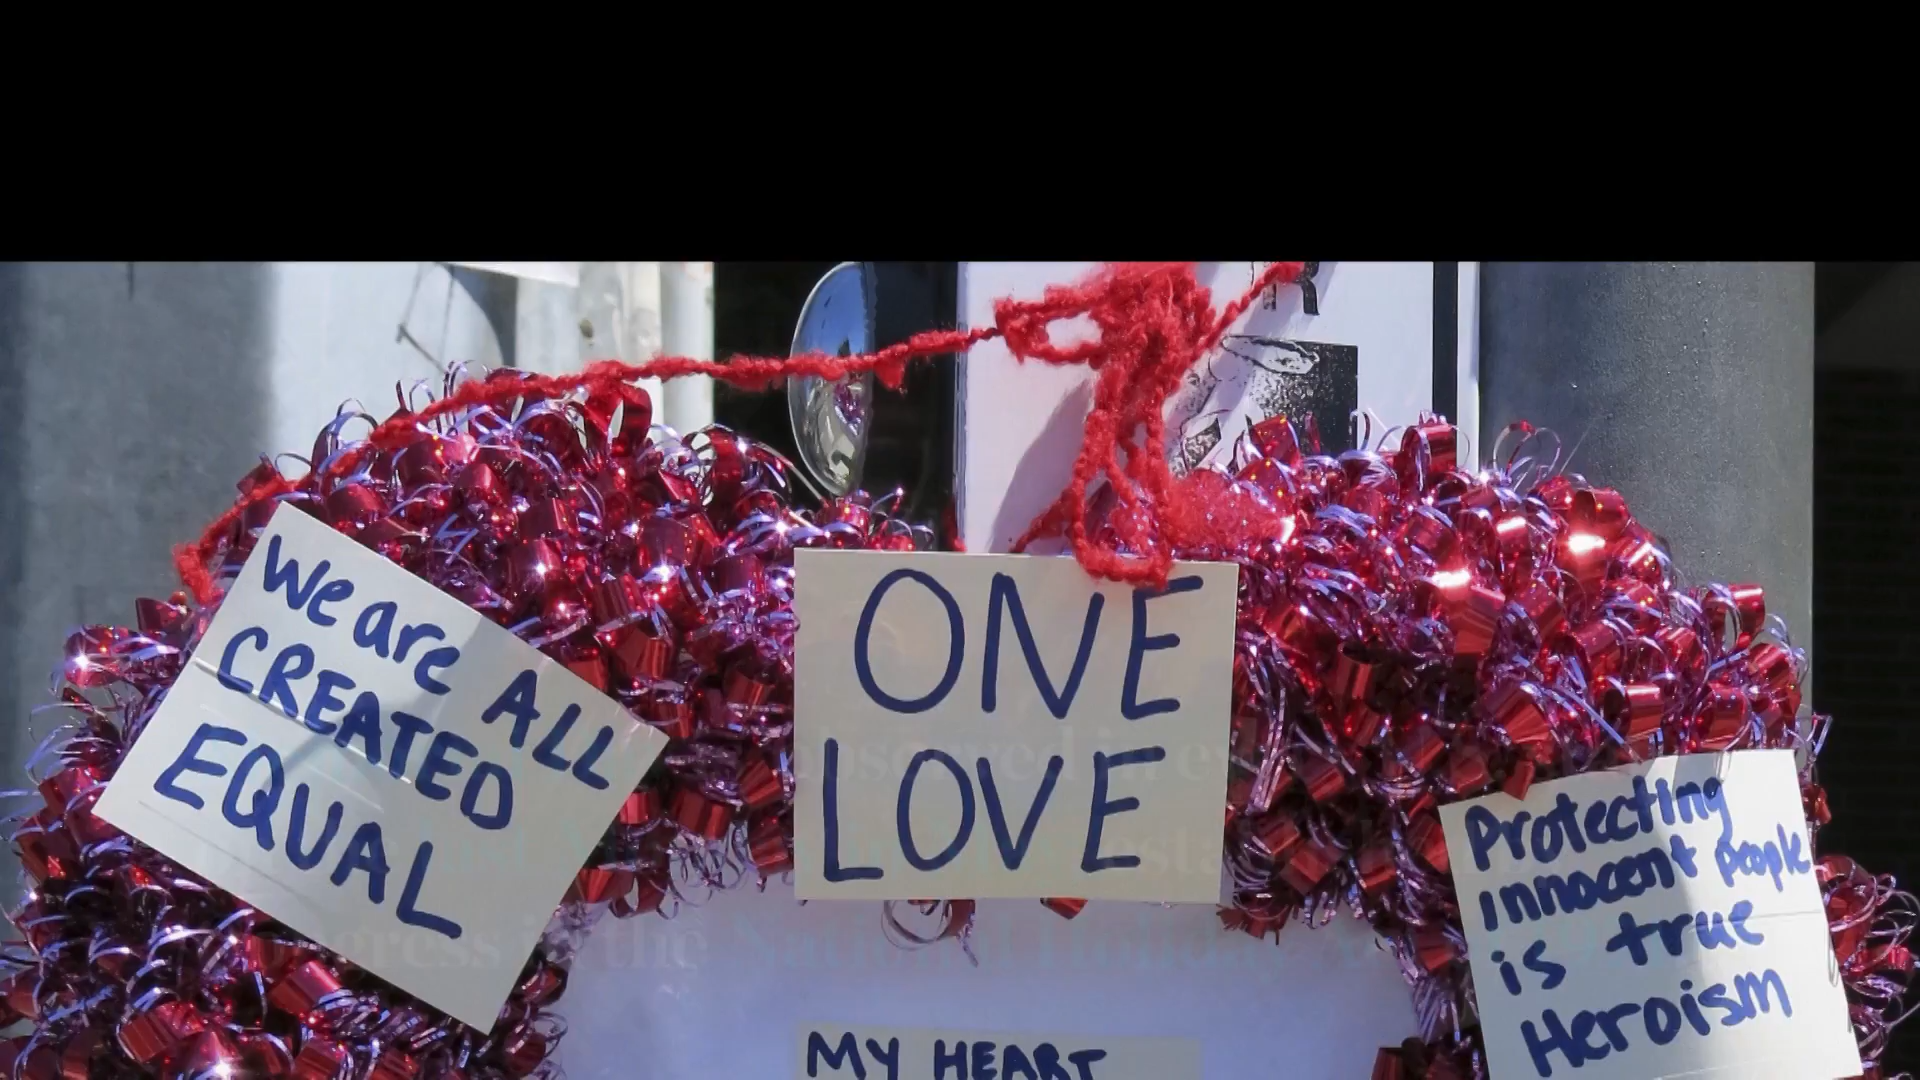 We are ALL
CREATED
EQUAL
ONE
LOVE
Protecting
innocent people
is true
Heroism
MY HEART